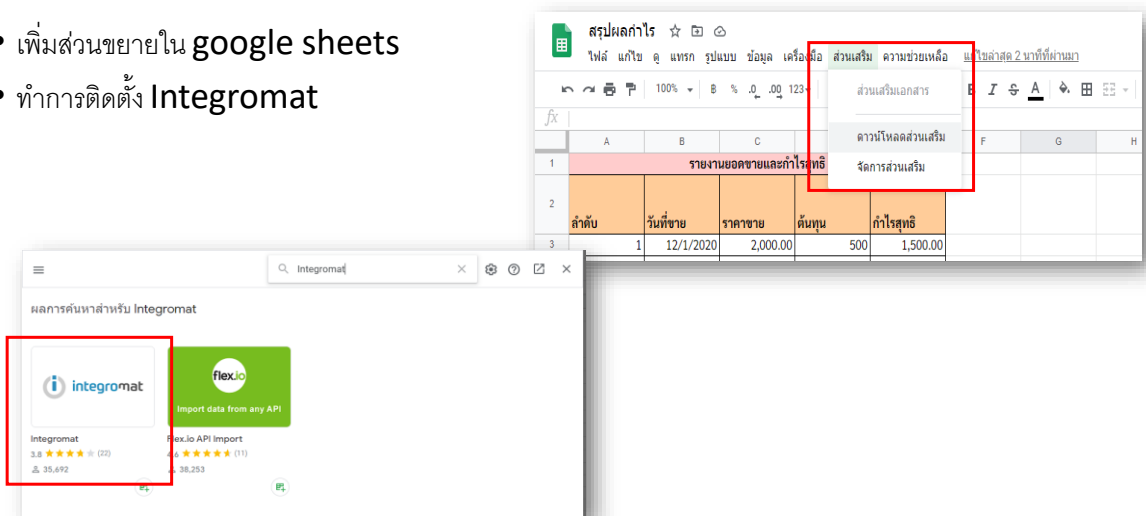 • เพิ่มส่วนขยายใน google sheets
• ทำการติดตั้ง Integromat
สรุปผลกำไร
ไฟล์ แก้ไข ดู แทรก รูปแบบ ข้อมูล เครื่องมือ ส่วนเสริม ความช่วยเหลือ แก้ไขล่าสุด 2 นาทีที่ผ่านมา
100% B % .0 .00 123 B I S A
ส่วนเสริมเอกสาร
ดาวน์โหลดส่วนเสริม
จัดการส่วนเสริม
fx
A B C F G H
1 รายงานยอดขายและกำไรสุทธิ
2 ลำดับ วันที่ขาย ราคาขาย ต้นทุน กำไรสุทธิ
3 1 12/1/2020 2,000.00 500 1,500.00
Integromat
ผลการค้นหาสำหรับ Integromat
integromat
flex.io
Import data from any API
Integromat
3.8 (22)
35,692
Flex.io API Import
4.6 (11)
38,253